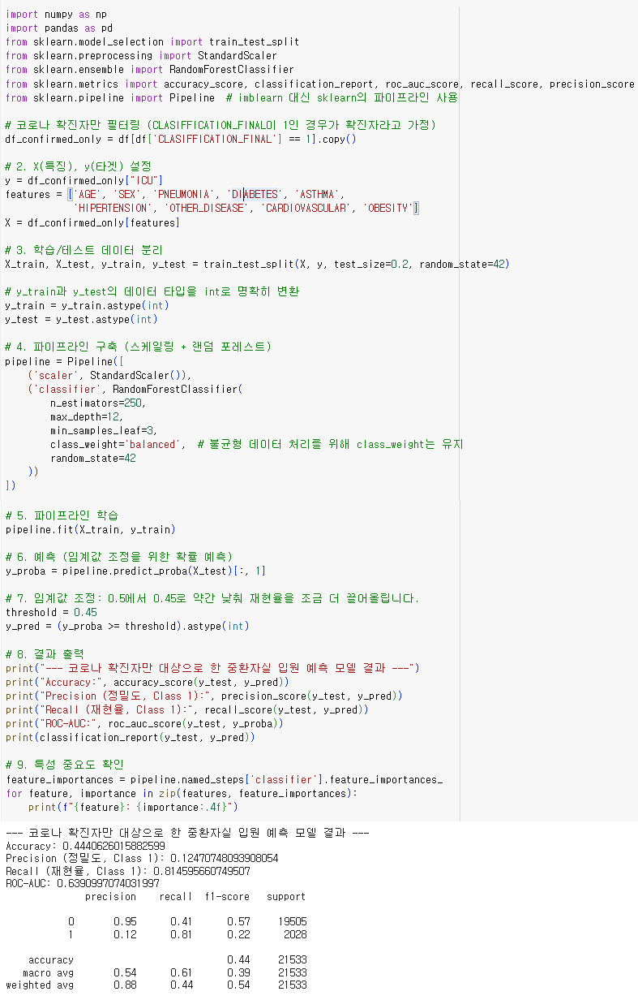 import numpy as np
import pandas as pd
from sklearn.model_selection import train_test_split
from sklearn.preprocessing import StandardScaler
from sklearn.ensemble import RandomForestClassifier
from sklearn.metrics import accuracy_score, classification_report, roc_auc_score, recall_score, precision_score
from sklearn.pipeline import Pipeline  # imblearn 대신 sklearn의 파이프라인 사용

# 코로나 확진자만 필터링 (CLASIFFICATION_FINAL이 1인 경우가 확진자라고 가정)
df_confirmed_only = df[df['CLASIFFICATION_FINAL'] == 1].copy()

# 2. X(특징), y(타겟) 설정
y = df_confirmed_only["ICU"]
features = ['AGE', 'SEX', 'PNEUMONIA', 'DIABETES', 'ASTHMA',
            'HIPERTENSION', 'OTHER_DISEASE', 'CARDIOVASCULAR', 'OBESITY']
X = df_confirmed_only[features]

# 3. 학습/테스트 데이터 분리
X_train, X_test, y_train, y_test = train_test_split(X, y, test_size=0.2, random_state=42)

# y_train과 y_test의 데이터 타입을 int로 명확히 변환
y_train = y_train.astype(int)
y_test = y_test.astype(int)

# 4. 파이프라인 구축 (스케일링 + 랜덤 포레스트)
pipeline = Pipeline([
    ('scaler', StandardScaler()),
    ('classifier', RandomForestClassifier(
        n_estimators=250,
        max_depth=12,
        min_samples_leaf=3,
        class_weight='balanced',  # 불균형 데이터 처리를 위해 class_weight는 유지
        random_state=42
    ))
])

# 5. 파이프라인 학습
pipeline.fit(X_train, y_train)

# 6. 예측 (임계값 조정을 위한 확률 예측)
y_proba = pipeline.predict_proba(X_test)[:, 1]

# 7. 임계값 조정: 0.5에서 0.45로 약간 낮춰 재현율을 조금 더 끌어올립니다.
threshold = 0.45
y_pred = (y_proba >= threshold).astype(int)

# 8. 결과 출력
print("--- 코로나 확진자만 대상으로 한 중환자실 입원 예측 모델 결과 ---")
print("Accuracy:", accuracy_score(y_test, y_pred))
print("Precision (정밀도, Class 1):", precision_score(y_test, y_pred))
print("Recall (재현율, Class 1):", recall_score(y_test, y_pred))
print("ROC-AUC:", roc_auc_score(y_test, y_proba))
print(classification_report(y_test, y_pred))

# 9. 특성 중요도 확인
feature_importances = pipeline.named_steps['classifier'].feature_importances_
for feature, importance in zip(features, feature_importances):
    print(f"{feature}: {importance:.4f}")

--- 코로나 확진자만 대상으로 한 중환자실 입원 예측 모델 결과 ---
Accuracy: 0.4440626015882599
Precision (정밀도, Class 1): 0.12470748093908054
Recall (재현율, Class 1): 0.814595660749507
ROC-AUC: 0.6390997074031997
              precision    recall  f1-score   support

           0       0.95      0.41      0.57     19505
           1       0.12      0.81      0.22      2028

    accuracy                           0.44     21533
   macro avg       0.54      0.61      0.39     21533
weighted avg       0.88      0.44      0.54     21533